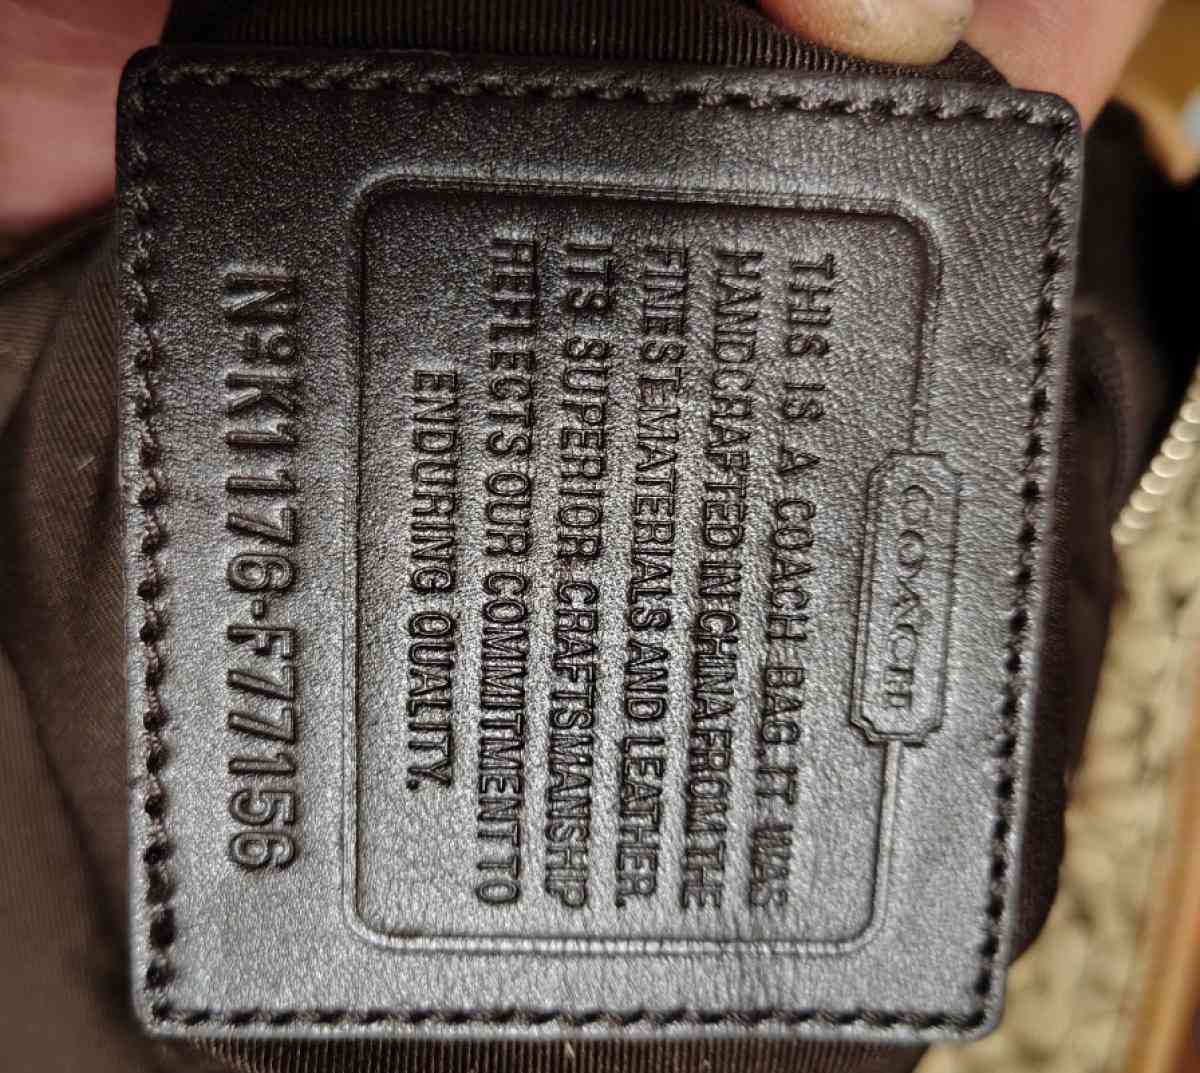 COACH
THIS IS A COACH BAG.IT WAS
HANDCRAFTED IN CHINA FROM THE
FINEST MATERIALS AND LEATHER.
ITS SUPERIOR CRAFTSMANSHIP
REFLECTS OUR COMMITMENT TO
ENDURING QUALITY.
NºK1176-F77156